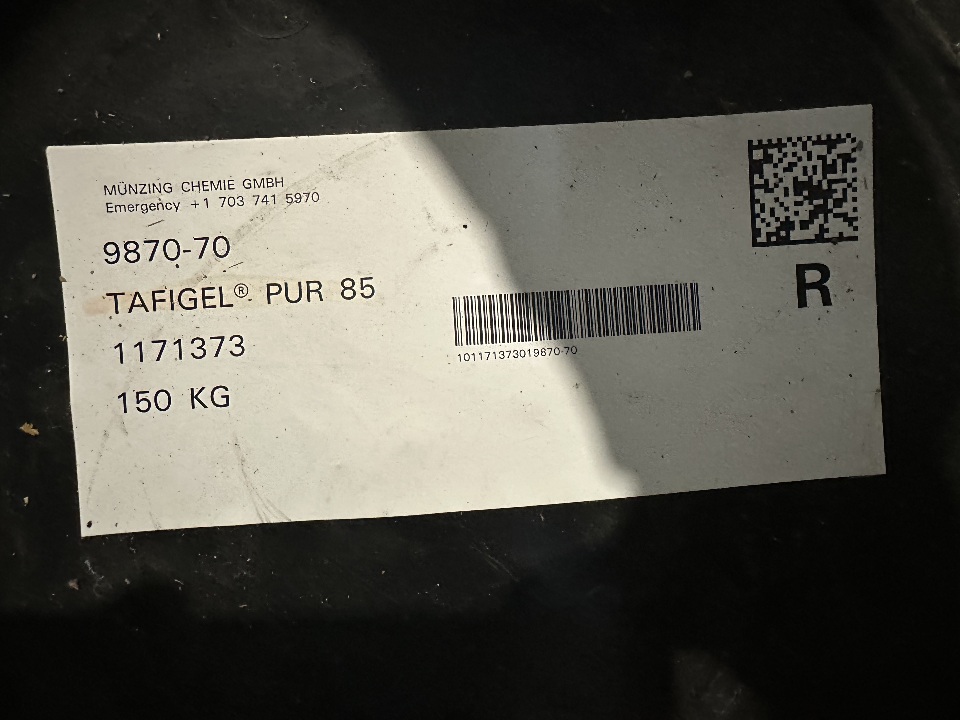 MÜNZING CHEMIE GMBH
Emergency +1 703 741 5970
9870-70
TAFIGEL® PUR 85
1171373
150 KG
101171373019870-70
R